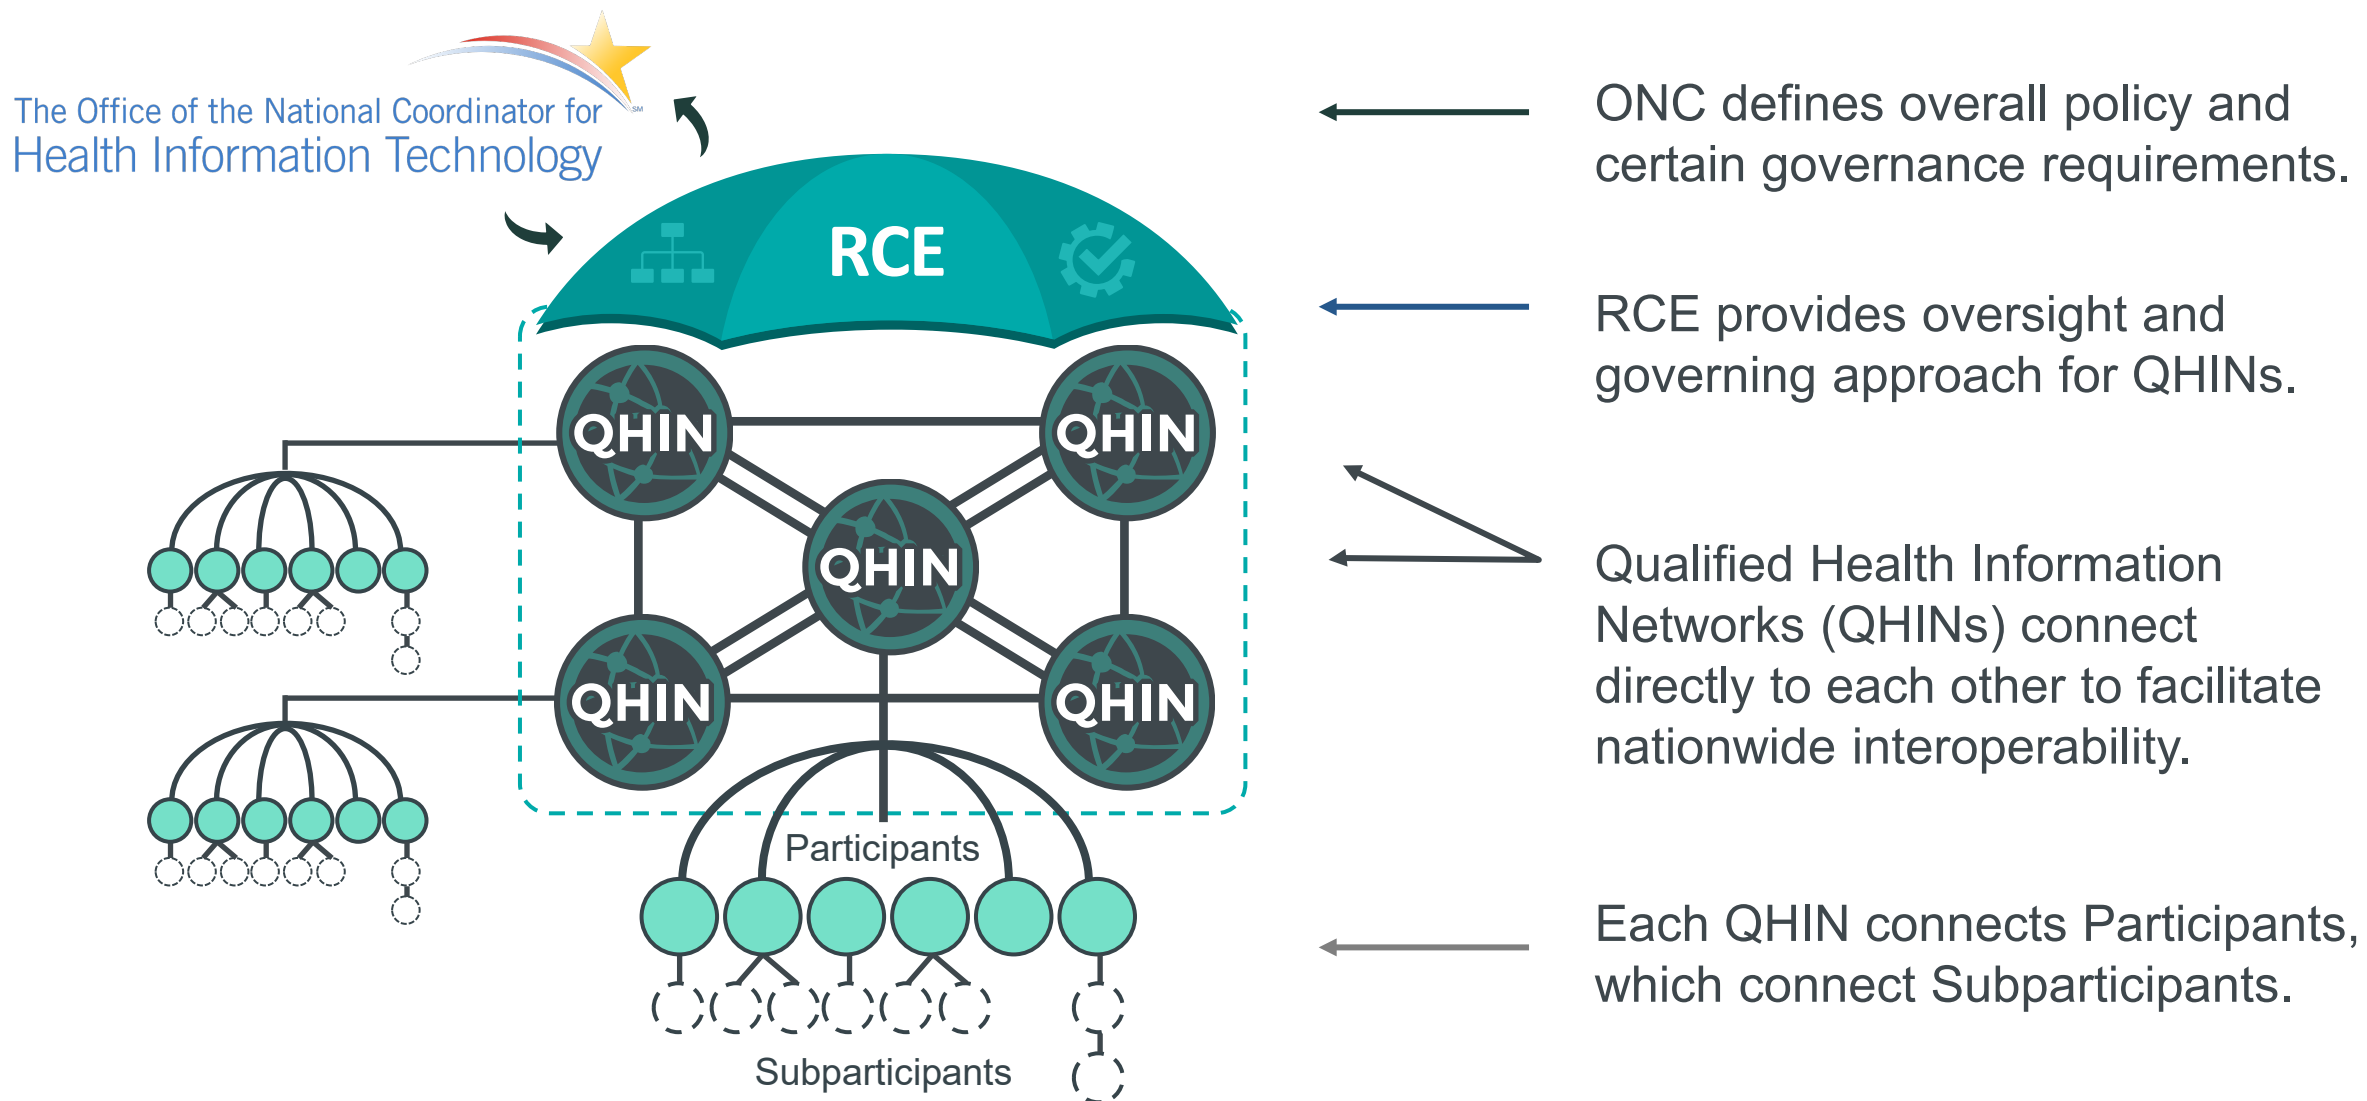 The Office of the National Coordinator for
Health Information Technology
SM
RCE
QHIN
QHIN
QHIN
QHIN
QHIN
Participants
Subparticipants
ONC defines overall policy and
certain governance requirements.
RCE provides oversight and
governing approach for QHINs.
Qualified Health Information
Networks (QHINs) connect
directly to each other to facilitate
nationwide interoperability.
Each QHIN connects Participants,
which connect Subparticipants.